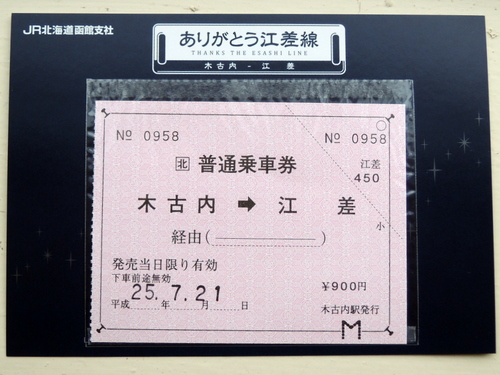 JR北海道函館支社
ありがとう江差線
THANKS THE ESASHI LINE
木古内 - 江差
№ 0958
№ 0958
北 普通乗車券
江差
450
木古内 ➡ 江差
小
経由( )
発売当日限り有効
下車前途無効
平成 25年 7月 21日
¥900円
木古内駅発行
M